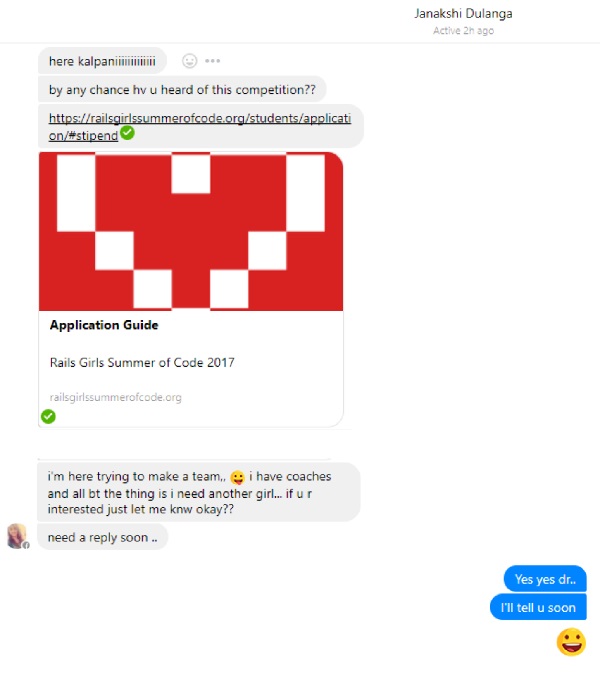 Janakshi Dulanga
Active 2h ago
here kalpaniiiiiiiiiiiii
by any chance hv u heard of this competition??
https://railsgirlssummerofcode.org/students/applicati
on/#stipend
Application Guide
Rails Girls Summer of Code 2017
railsgirlssummerofcode.org
i'm here trying to make a team,, 😜 i have coaches
and all bt the thing is i need another girl... if u r
interested just let me knw okay??
need a reply soon ..
Yes yes dr..
I'll tell u soon
😀